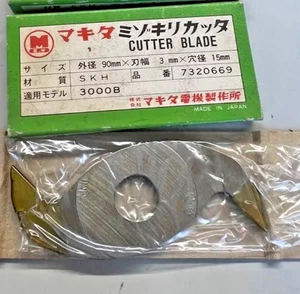 マキタ ミゾキリカッタ
CUTTER BLADE
サイズ 外径 90mm×刃幅 3mm×穴径 15mm
材質 SKH 品番 7320669
適用モデル 3000B
株式会社 マキタ電機製作所
MADE IN JAPAN